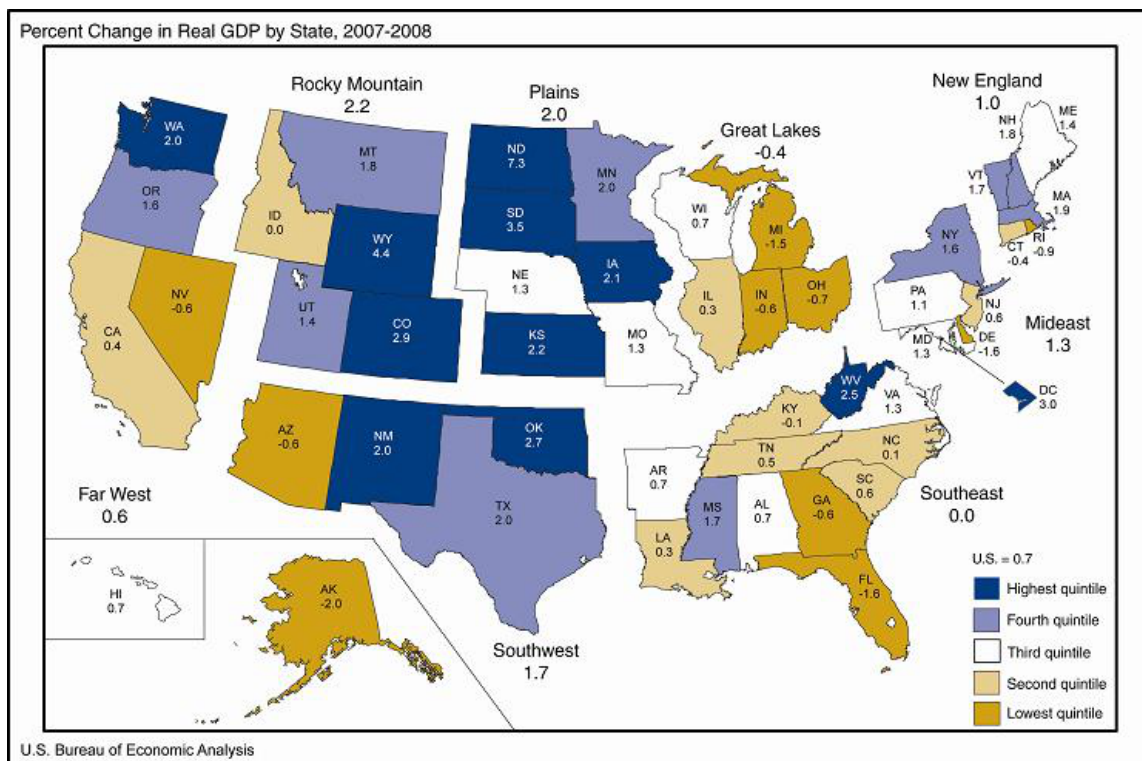 Percent Change in Real GDP by State, 2007-2008
Rocky Mountain
2.2
Plains
2.0
Great Lakes
-0.4
New England
1.0
WA
2.0
OR
1.6
CA
0.4
NV
-0.6
ID
0.0
MT
1.8
WY
4.4
UT
1.4
CO
2.9
ND
7.3
SD
3.5
NE
1.3
KS
2.2
MN
2.0
IA
2.1
MO
1.3
WI
0.7
IL
0.3
MI
-1.5
IN
-0.6
OH
-0.7
NH
1.8
ME
1.4
VT
1.7
MA
1.9
RI
-0.9
CT
-0.4
NY
1.6
PA
1.1
NJ
0.6
MD
1.3
DE
-1.6
DC
3.0
Mideast
1.3
AZ
-0.6
NM
2.0
OK
2.7
TX
2.0
AR
0.7
LA
0.3
MS
1.7
AL
0.7
GA
-0.6
FL
-1.6
KY
-0.1
TN
0.5
WV
2.5
VA
1.3
NC
0.1
SC
0.6
Southeast
0.0
Far West
0.6
HI
0.7
AK
-2.0
Southwest
1.7
U.S. = 0.7
Highest quintile
Fourth quintile
Third quintile
Second quintile
Lowest quintile
U.S. Bureau of Economic Analysis